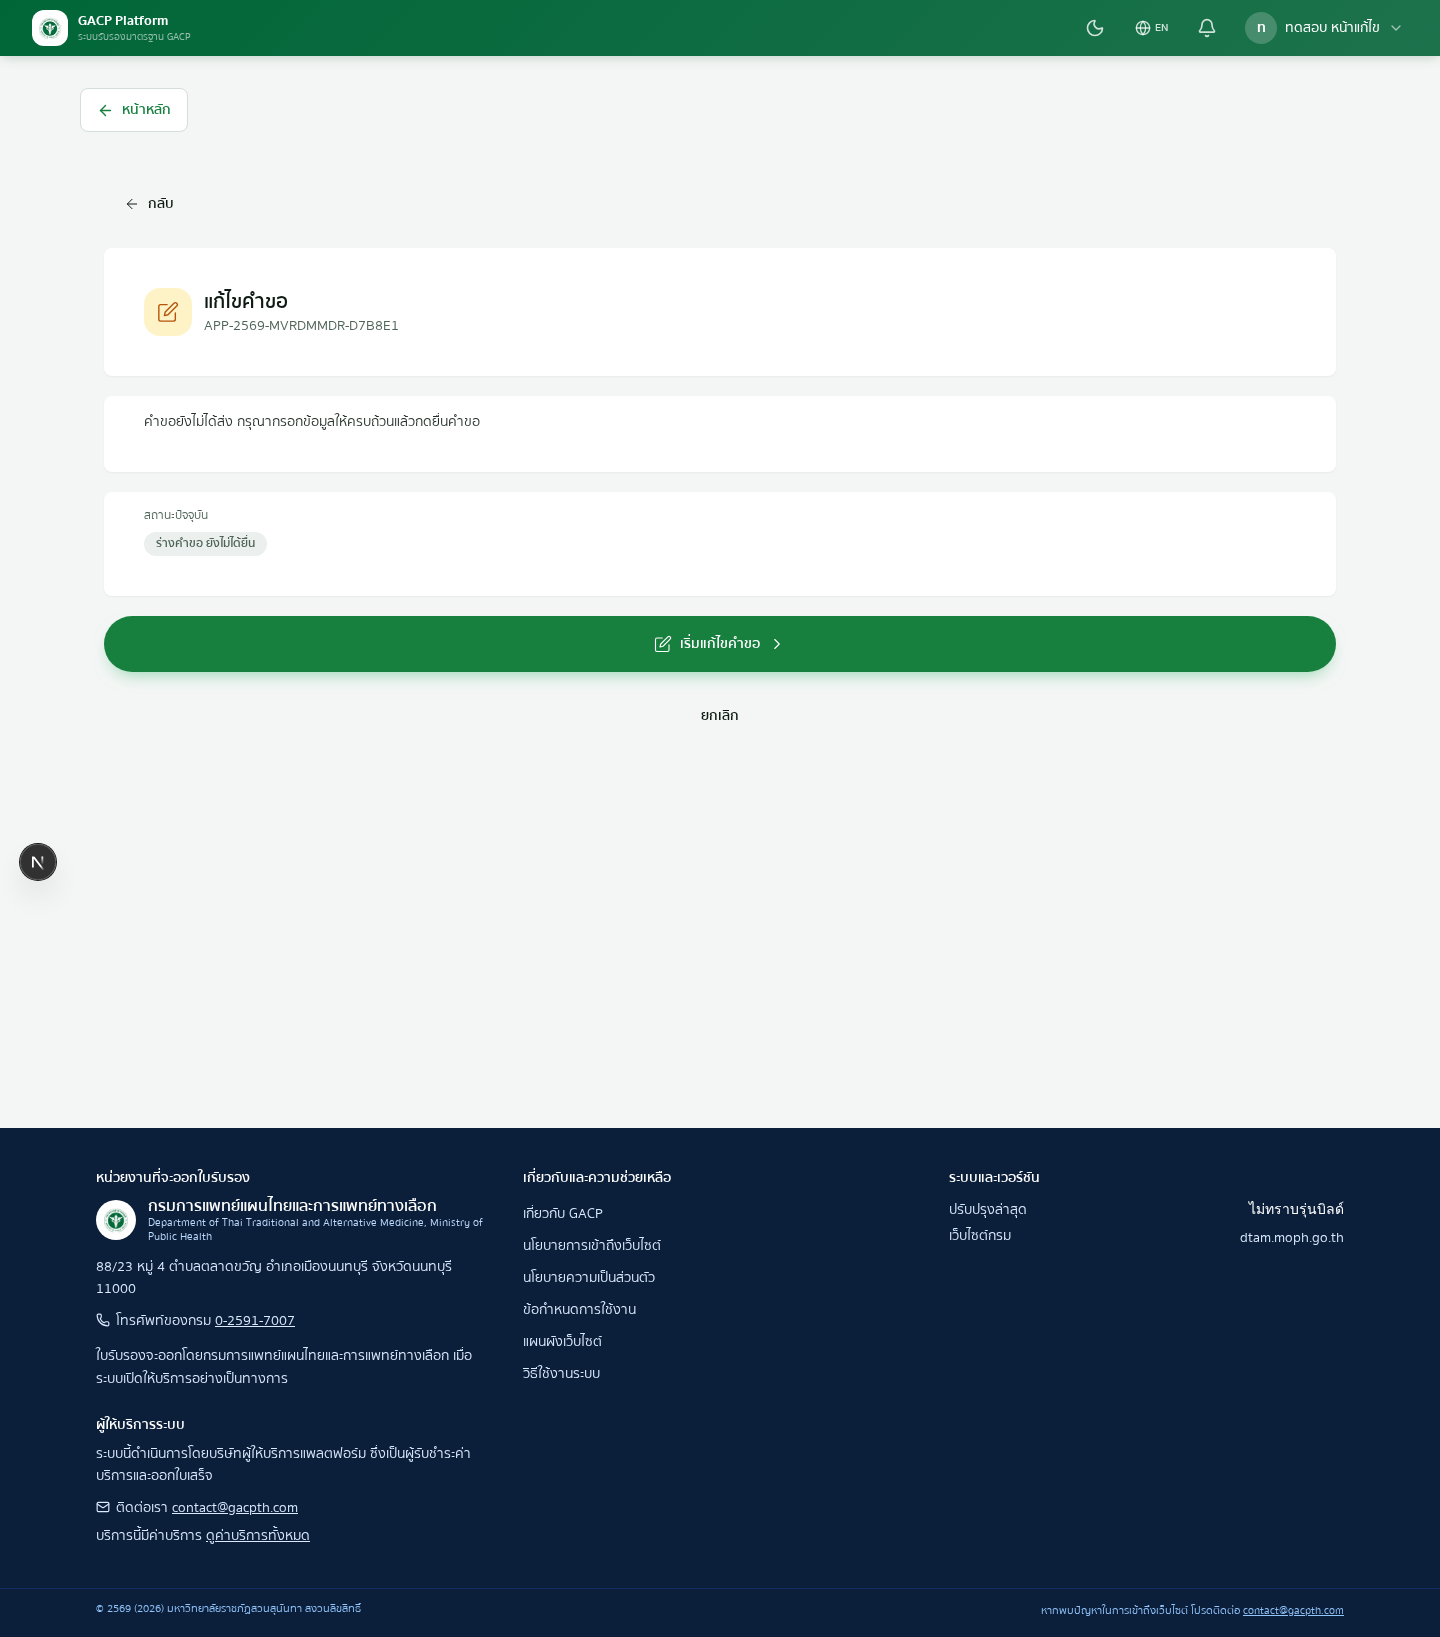 GACP Platform
ระบบรับรองมาตรฐาน GACP
EN
ท
ทดสอบ หน้าแก้ไข
หน้าหลัก
กลับ
แก้ไขคำขอ
APP-2569-MVRDMMDR-D7B8E1
คำขอยังไม่ได้ส่ง กรุณากรอกข้อมูลให้ครบถ้วนแล้วกดยื่นคำขอ
สถานะปัจจุบัน
ร่างคำขอ ยังไม่ได้ยื่น
เริ่มแก้ไขคำขอ
ยกเลิก
N
หน่วยงานที่จะออกใบรับรอง
กรมการแพทย์แผนไทยและการแพทย์ทางเลือก
Department of Thai Traditional and Alternative Medicine, Ministry of
Public Health
88/23 หมู่ 4 ตำบลตลาดขวัญ อำเภอเมืองนนทบุรี จังหวัดนนทบุรี
11000
โทรศัพท์ของกรม 0-2591-7007
ใบรับรองจะออกโดยกรมการแพทย์แผนไทยและการแพทย์ทางเลือก เมื่อ
ระบบเปิดให้บริการอย่างเป็นทางการ
ผู้ให้บริการระบบ
ระบบนี้ดำเนินการโดยบริษัทผู้ให้บริการแพลตฟอร์ม ซึ่งเป็นผู้รับชำระค่า
บริการและออกใบเสร็จ
ติดต่อเรา contact@gacpth.com
บริการนี้มีค่าบริการ ดูค่าบริการทั้งหมด
เกี่ยวกับและความช่วยเหลือ
เกี่ยวกับ GACP
นโยบายการเข้าถึงเว็บไซต์
นโยบายความเป็นส่วนตัว
ข้อกำหนดการใช้งาน
แผนผังเว็บไซต์
วิธีใช้งานระบบ
ระบบและเวอร์ชัน
ปรับปรุงล่าสุด ไม่ทราบรุ่นบิลด์
เว็บไซต์กรม dtam.moph.go.th
© 2569 (2026) มหาวิทยาลัยราชภัฏสวนสุนันทา สงวนลิขสิทธิ์
หากพบปัญหาในการเข้าถึงเว็บไซต์ โปรดติดต่อ contact@gacpth.com